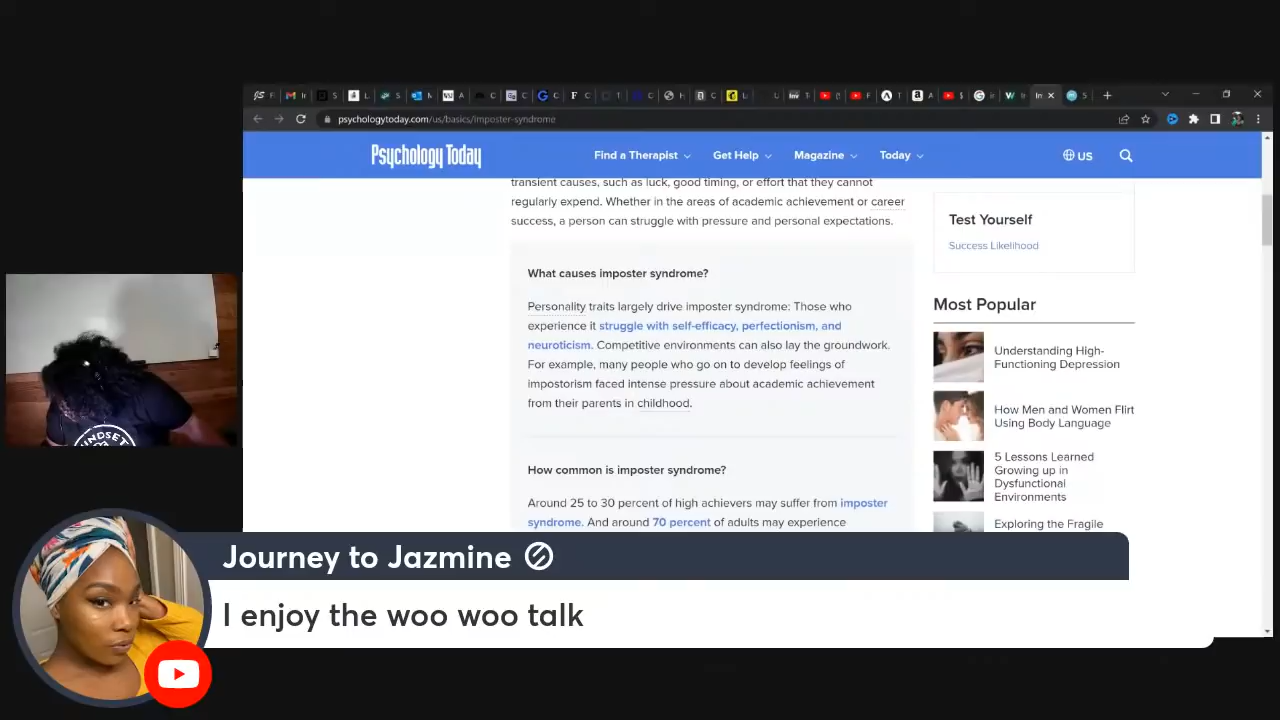 psychologytoday.com/us/basics/imposter-syndrome
Psychology Today
Find a Therapist
Get Help
Magazine
Today
US
transient causes, such as luck, good timing, or effort that they cannot
regularly expend. Whether in the areas of academic achievement or career
success, a person can struggle with pressure and personal expectations.
What causes imposter syndrome?
Personality traits largely drive imposter syndrome: Those who
experience it struggle with self-efficacy, perfectionism, and
neuroticism. Competitive environments can also lay the groundwork.
For example, many people who go on to develop feelings of
impostorism faced intense pressure about academic achievement
from their parents in childhood.
How common is imposter syndrome?
Around 25 to 30 percent of high achievers may suffer from imposter
syndrome. And around 70 percent of adults may experience
Test Yourself
Success Likelihood
Most Popular
Understanding High-
Functioning Depression
How Men and Women Flirt
Using Body Language
5 Lessons Learned
Growing up in
Dysfunctional
Environments
Exploring the Fragile
MINDSET
Journey to Jazmine
I enjoy the woo woo talk